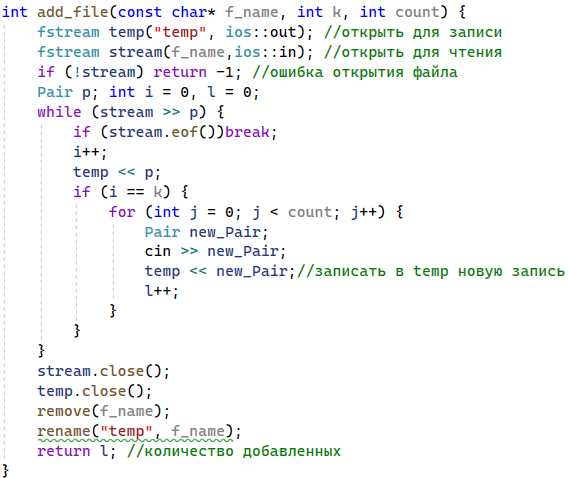 int add_file(const char* f_name, int k, int count) {
    fstream temp("temp", ios::out); //открыть для записи
    fstream stream(f_name,ios::in); //открыть для чтения
    if (!stream) return -1; //ошибка открытия файла
    Pair p; int i = 0, l = 0;
    while (stream >> p) {
        if (stream.eof())break;
        i++;
        temp << p;
        if (i == k) {
            for (int j = 0; j < count; j++) {
                Pair new_Pair;
                cin >> new_Pair;
                temp << new_Pair;//записать в temp новую запись
                l++;
            }
        }
    }
    stream.close();
    temp.close();
    remove(f_name);
    rename("temp", f_name);
    return l; //количество добавленных
}